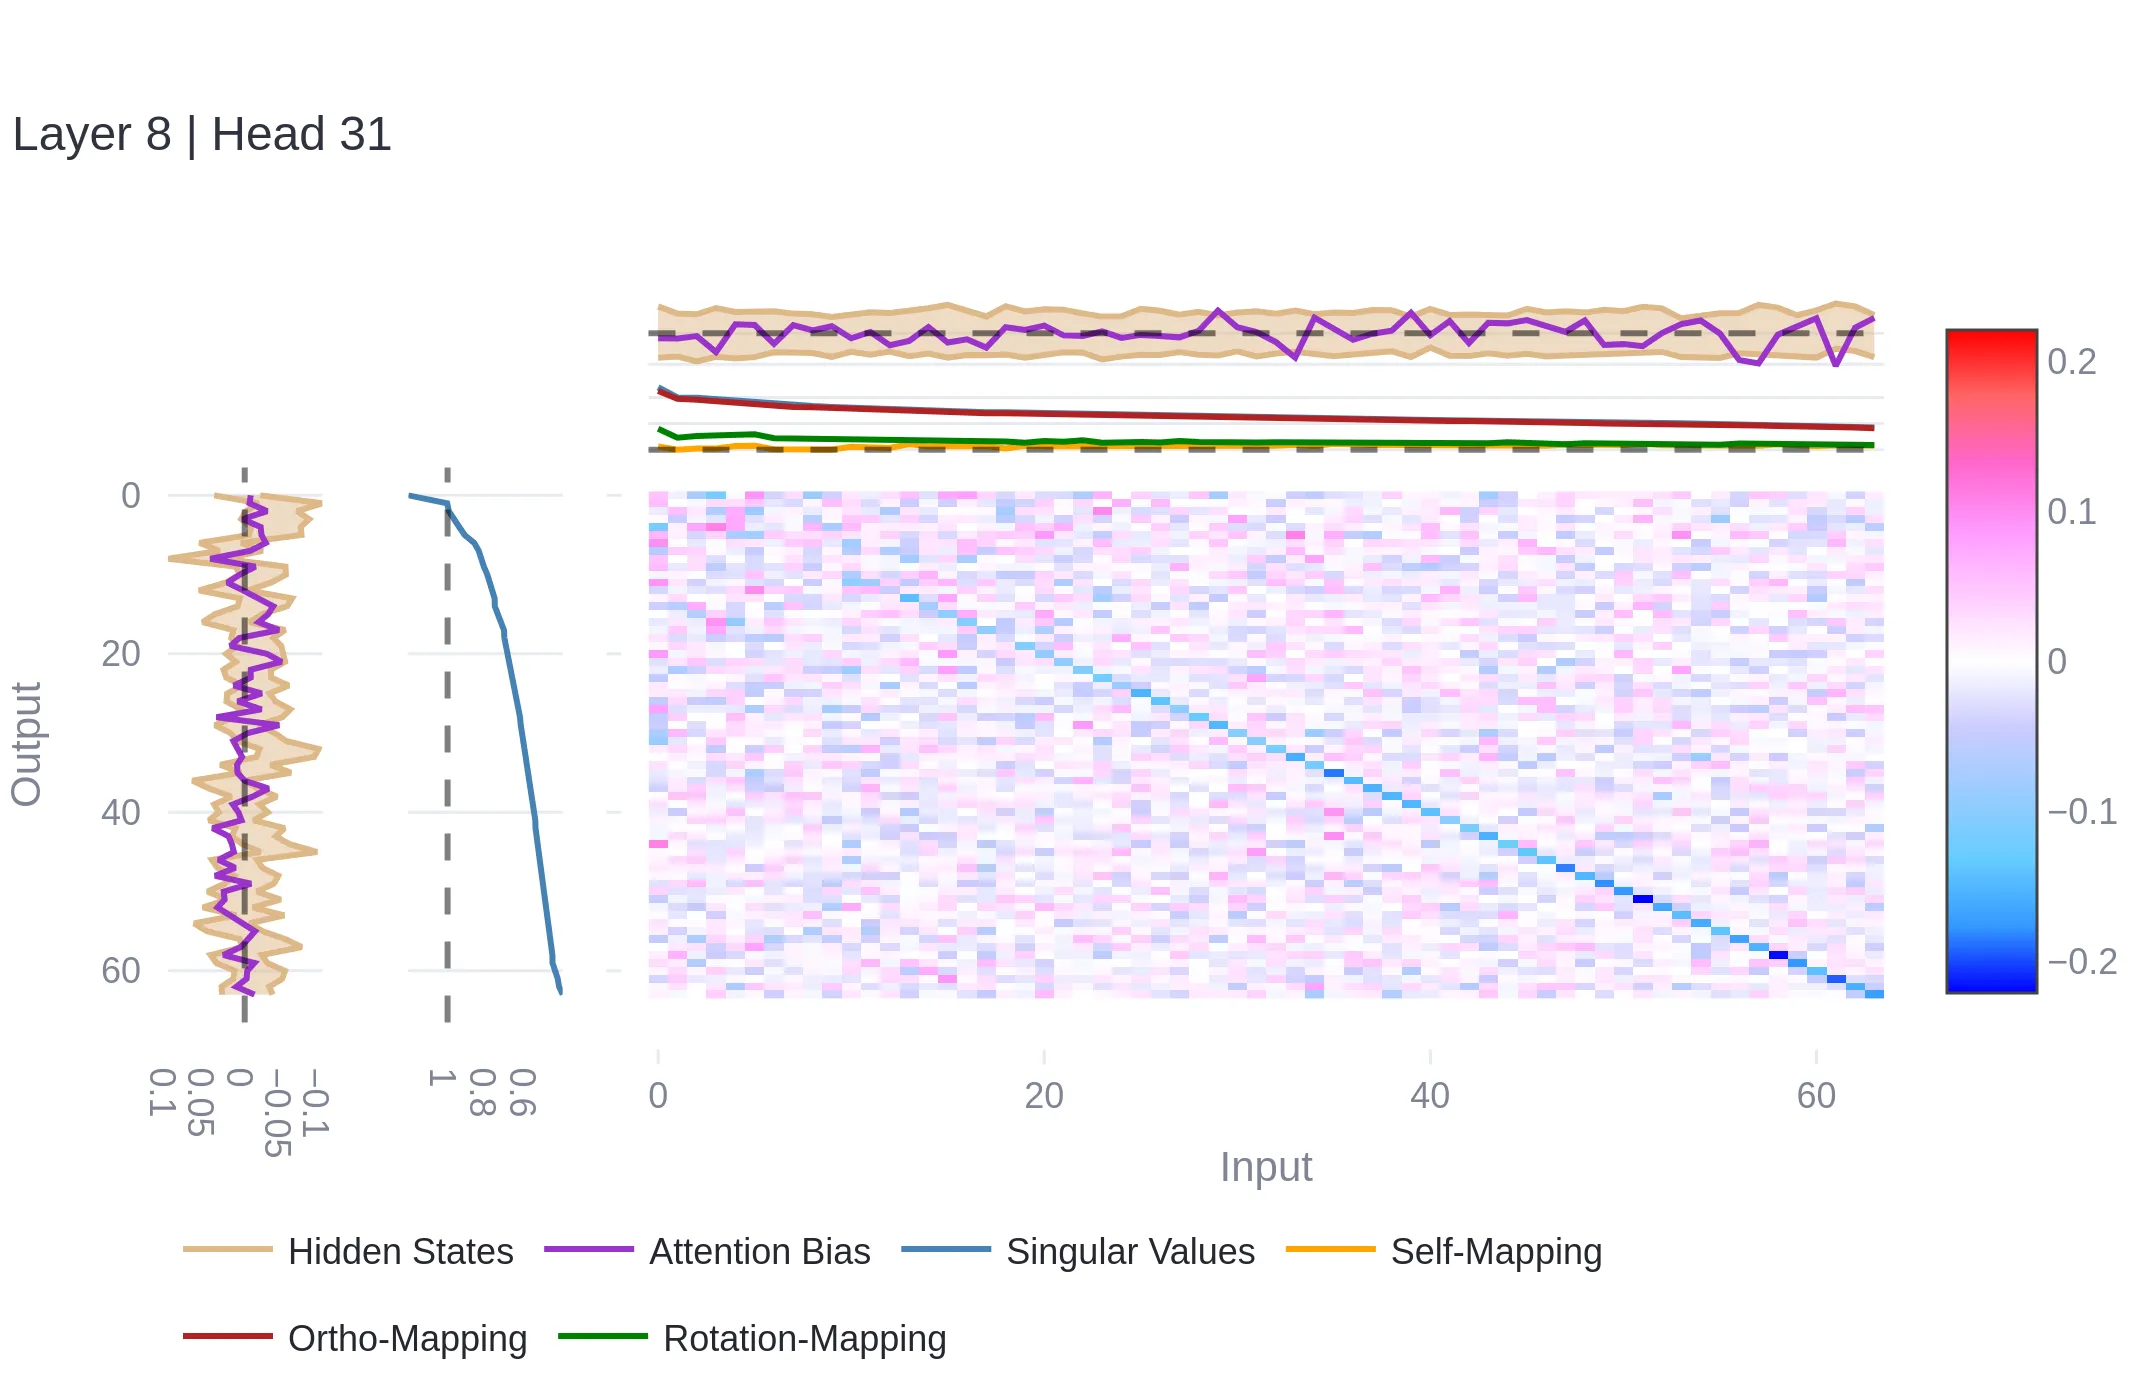 Layer 8 | Head 31
0.2
0.1
0
−0.1
−0.2
0
20
40
60
Output
0.1
0.05
0
−0.05
−0.1
1
0.8
0.6
0
20
40
60
Input
Hidden States
Attention Bias
Singular Values
Self-Mapping
Ortho-Mapping
Rotation-Mapping